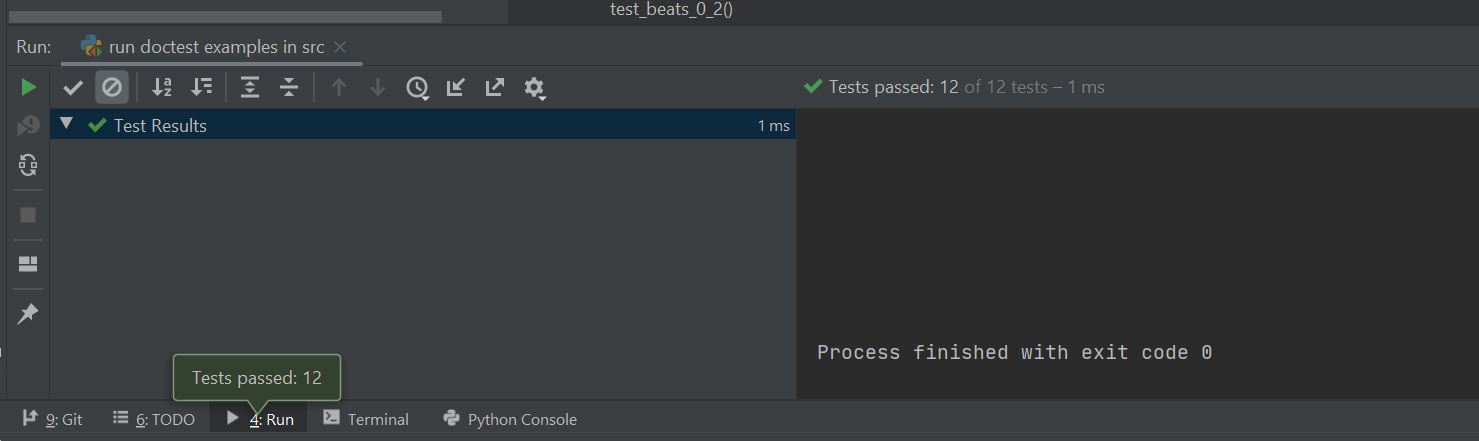 test_beats_0_2()
Run: run doctest examples in src
Tests passed: 12 of 12 tests – 1 ms
Test Results 1 ms
Process finished with exit code 0
Tests passed: 12
9: Git 6: TODO 4: Run Terminal Python Console